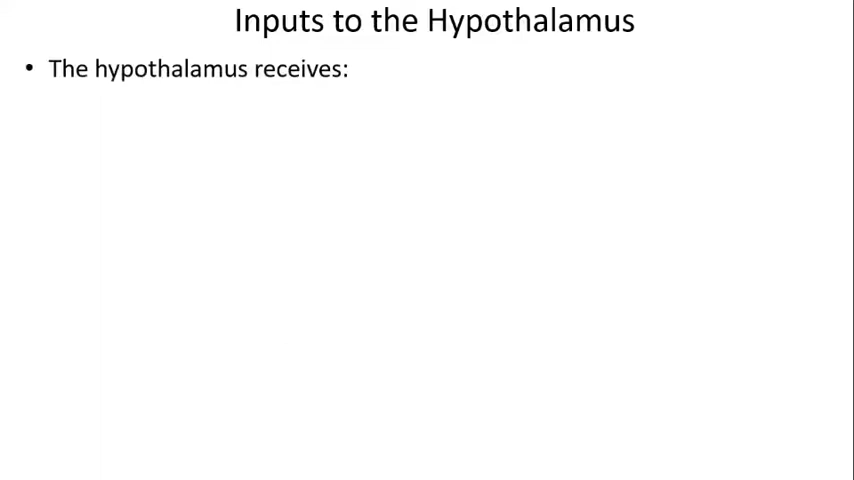 Inputs to the Hypothalamus
• The hypothalamus receives: